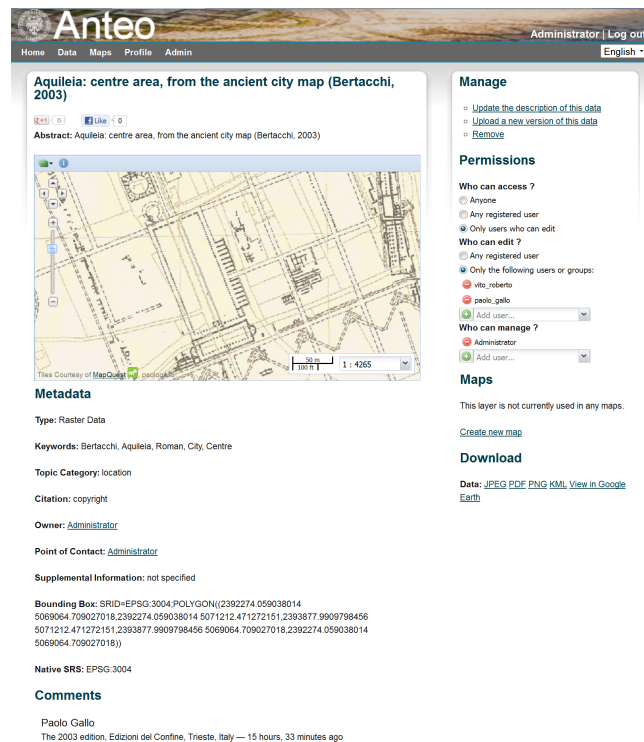 Anteo
Administrator | Log out
Home Data Maps Profile Admin
English
Aquileia: centre area, from the ancient city map (Bertacchi,
2003)
+1 0 Like 0
Abstract: Aquileia: centre area, from the ancient city map (Bertacchi, 2003)
50 m
100 ft
1 : 4265
Tiles Courtesy of MapQuest
Metadata
Type: Raster Data
Keywords: Bertacchi, Aquileia, Roman, City, Centre
Topic Category: location
Citation: copyright
Owner: Administrator
Point of Contact: Administrator
Supplemental Information: not specified
Bounding Box: SRID=EPSG:3004;POLYGON((2392274.059038014
5069064.709027018,2392274.059038014 5071212.471272151,2393877.9909798456
5071212.471272151,2393877.9909798456 5069064.709027018,2392274.059038014
5069064.709027018))
Native SRS: EPSG:3004
Comments
Paolo Gallo
The 2003 edition, Edizioni del Confine, Trieste, Italy — 15 hours, 33 minutes ago
Manage
Update the description of this data
Upload a new version of this data
Remove
Permissions
Who can access ?
Anyone
Any registered user
Only users who can edit
Who can edit ?
Any registered user
Only the following users or groups:
vito_roberto
paolo_gallo
Add user...
Who can manage ?
Administrator
Add user...
Maps
This layer is not currently used in any maps.
Create new map
Download
Data: JPEG PDF PNG KML View in Google
Earth